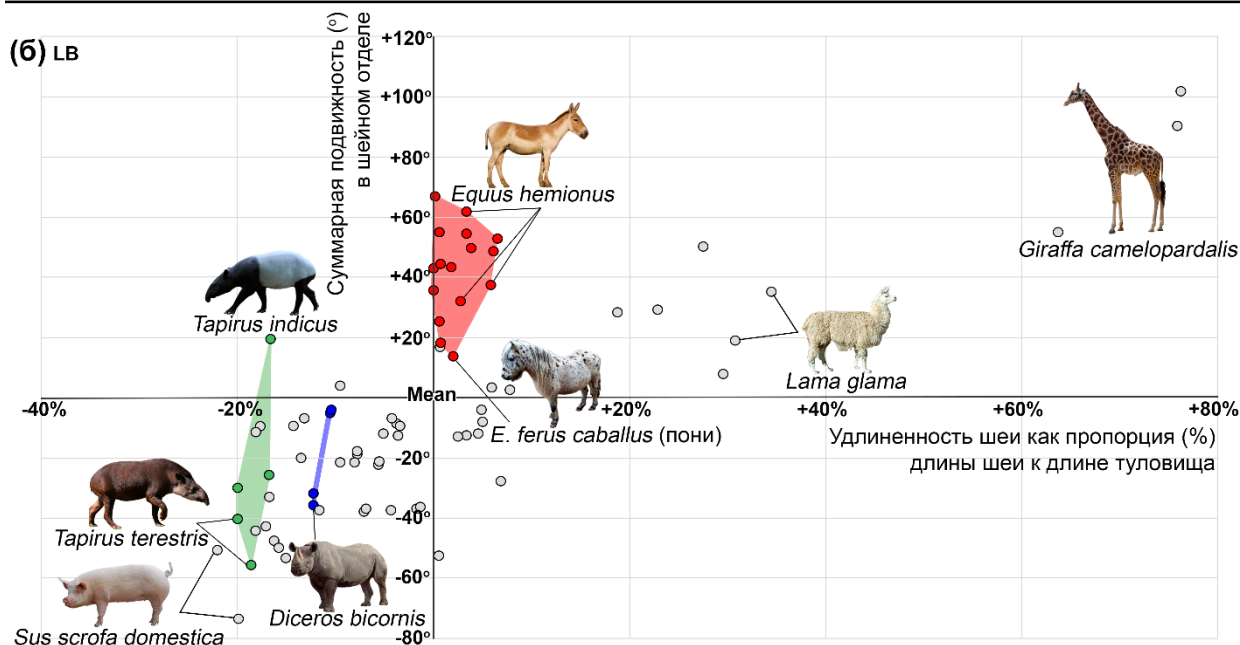 (б) LB
Суммарная подвижность (°)
в шейном отделе
+120°
+100°
+80°
+60°
+40°
+20°
Mean
-20°
-40°
-60°
-80°
-40%
-20%
+20%
+40%
+60%
+80%
Equus hemionus
Giraffa camelopardalis
Tapirus indicus
Lama glama
E. ferus caballus (пони)
Удлиненность шеи как пропорция (%)
длины шеи к длине туловища
Tapirus terestris
Diceros bicornis
Sus scrofa domestica